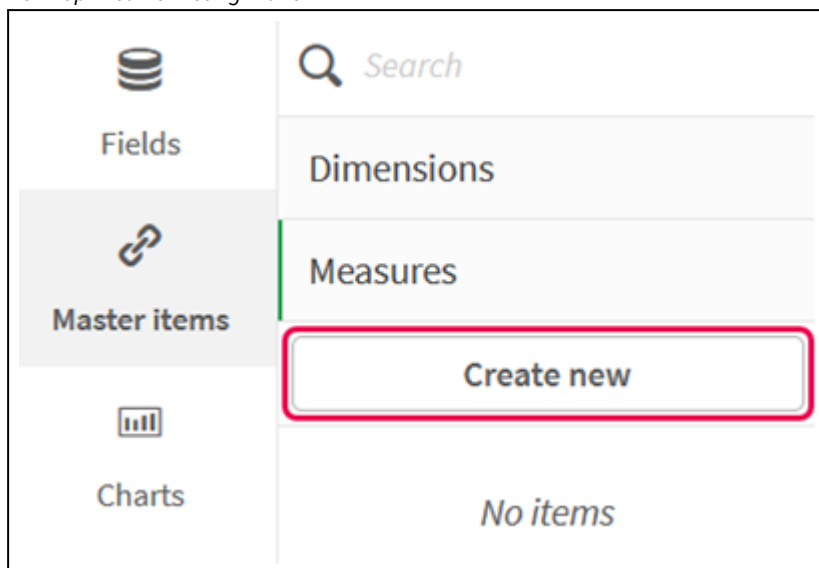 Search
Fields
Dimensions
Measures
Master items
Create new
Charts
No items